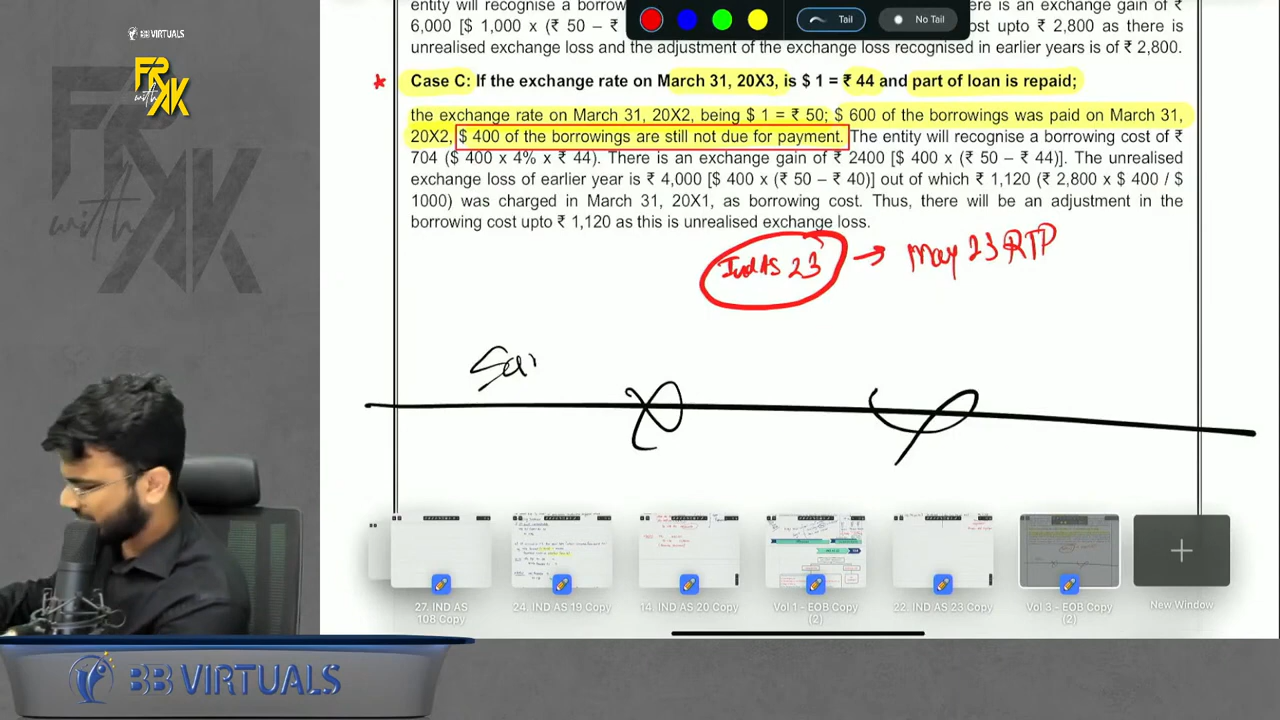 BB VIRTUALS
FR
with
AK
FR
with
AK
Tail
No Tail
entity will recognise a borrow
ere is an exchange gain of ₹
6,000 [$ 1,000 x (₹ 50 –
cost upto ₹ 2,800 as there is
unrealised exchange loss and the adjustment of the exchange loss recognised in earlier years is of ₹ 2,800.
Case C: If the exchange rate on March 31, 20X3, is $ 1 = ₹ 44 and part of loan is repaid;
the exchange rate on March 31, 20X2, being $ 1 = ₹ 50; $ 600 of the borrowings was paid on March 31,
20X2, $ 400 of the borrowings are still not due for payment. The entity will recognise a borrowing cost of ₹
704 ($ 400 x 4% x ₹ 44). There is an exchange gain of ₹ 2400 [$ 400 x (₹ 50 – ₹ 44)]. The unrealised
exchange loss of earlier year is ₹ 4,000 [$ 400 x (₹ 50 – ₹ 40)] out of which ₹ 1,120 (₹ 2,800 x $ 400 / $
1000) was charged in March 31, 20X1, as borrowing cost. Thus, there will be an adjustment in the
borrowing cost upto ₹ 1,120 as this is unrealised exchange loss.
Ind AS 23 → May 23 RTP
27. IND AS 108 Copy
24. IND AS 19 Copy
14. IND AS 20 Copy
Vol 1 - EOB Copy (2)
22. IND AS 23 Copy
Vol 3 - EOB Copy (2)
New Window
BB VIRTUALS